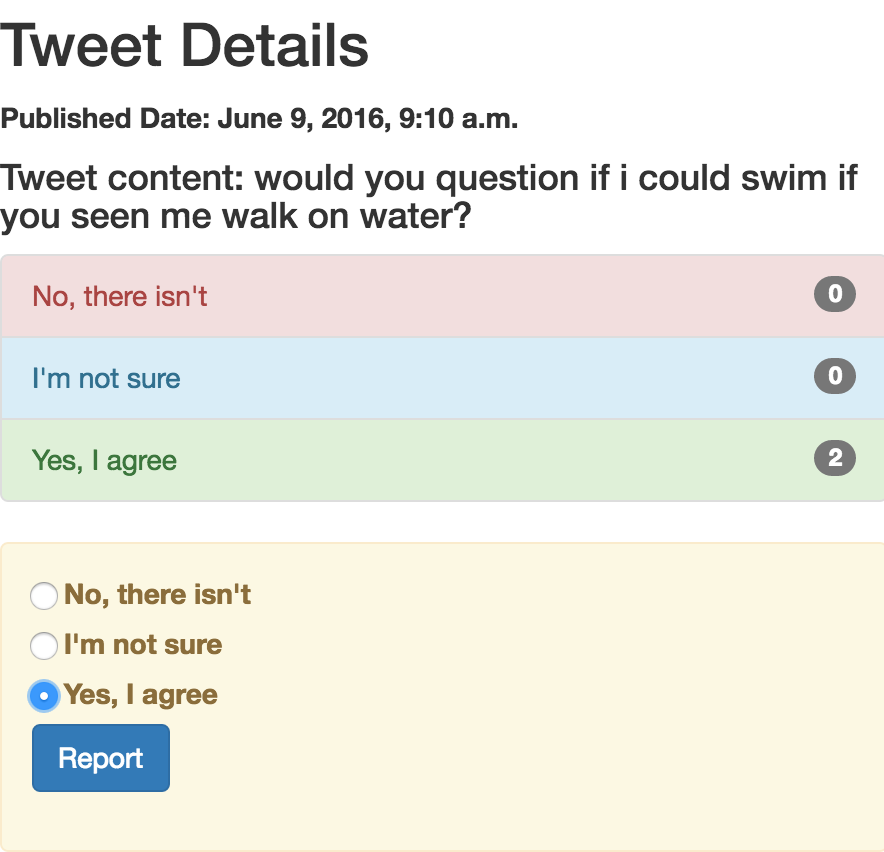 Tweet Details
Published Date: June 9, 2016, 9:10 a.m.
Tweet content: would you question if i could swim if
you seen me walk on water?
No, there isn't 0
I'm not sure 0
Yes, I agree 2
No, there isn't
I'm not sure
Yes, I agree
Report